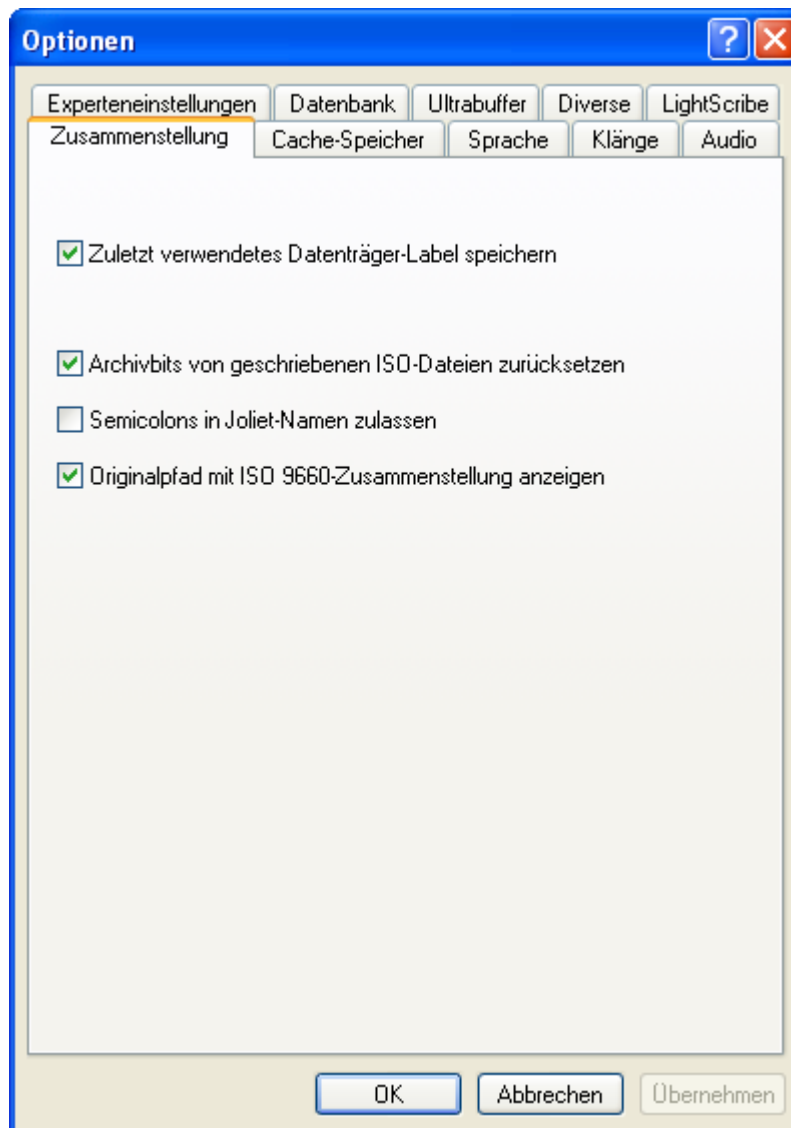 Optionen
Experteneinstellungen Datenbank Ultrabuffer Diverse LightScribe
Zusammenstellung Cache-Speicher Sprache Klänge Audio
Zuletzt verwendetes Datenträger-Label speichern
Archivbits von geschriebenen ISO-Dateien zurücksetzen
Semicolons in Joliet-Namen zulassen
Originalpfad mit ISO 9660-Zusammenstellung anzeigen
OK Abbrechen Übernehmen